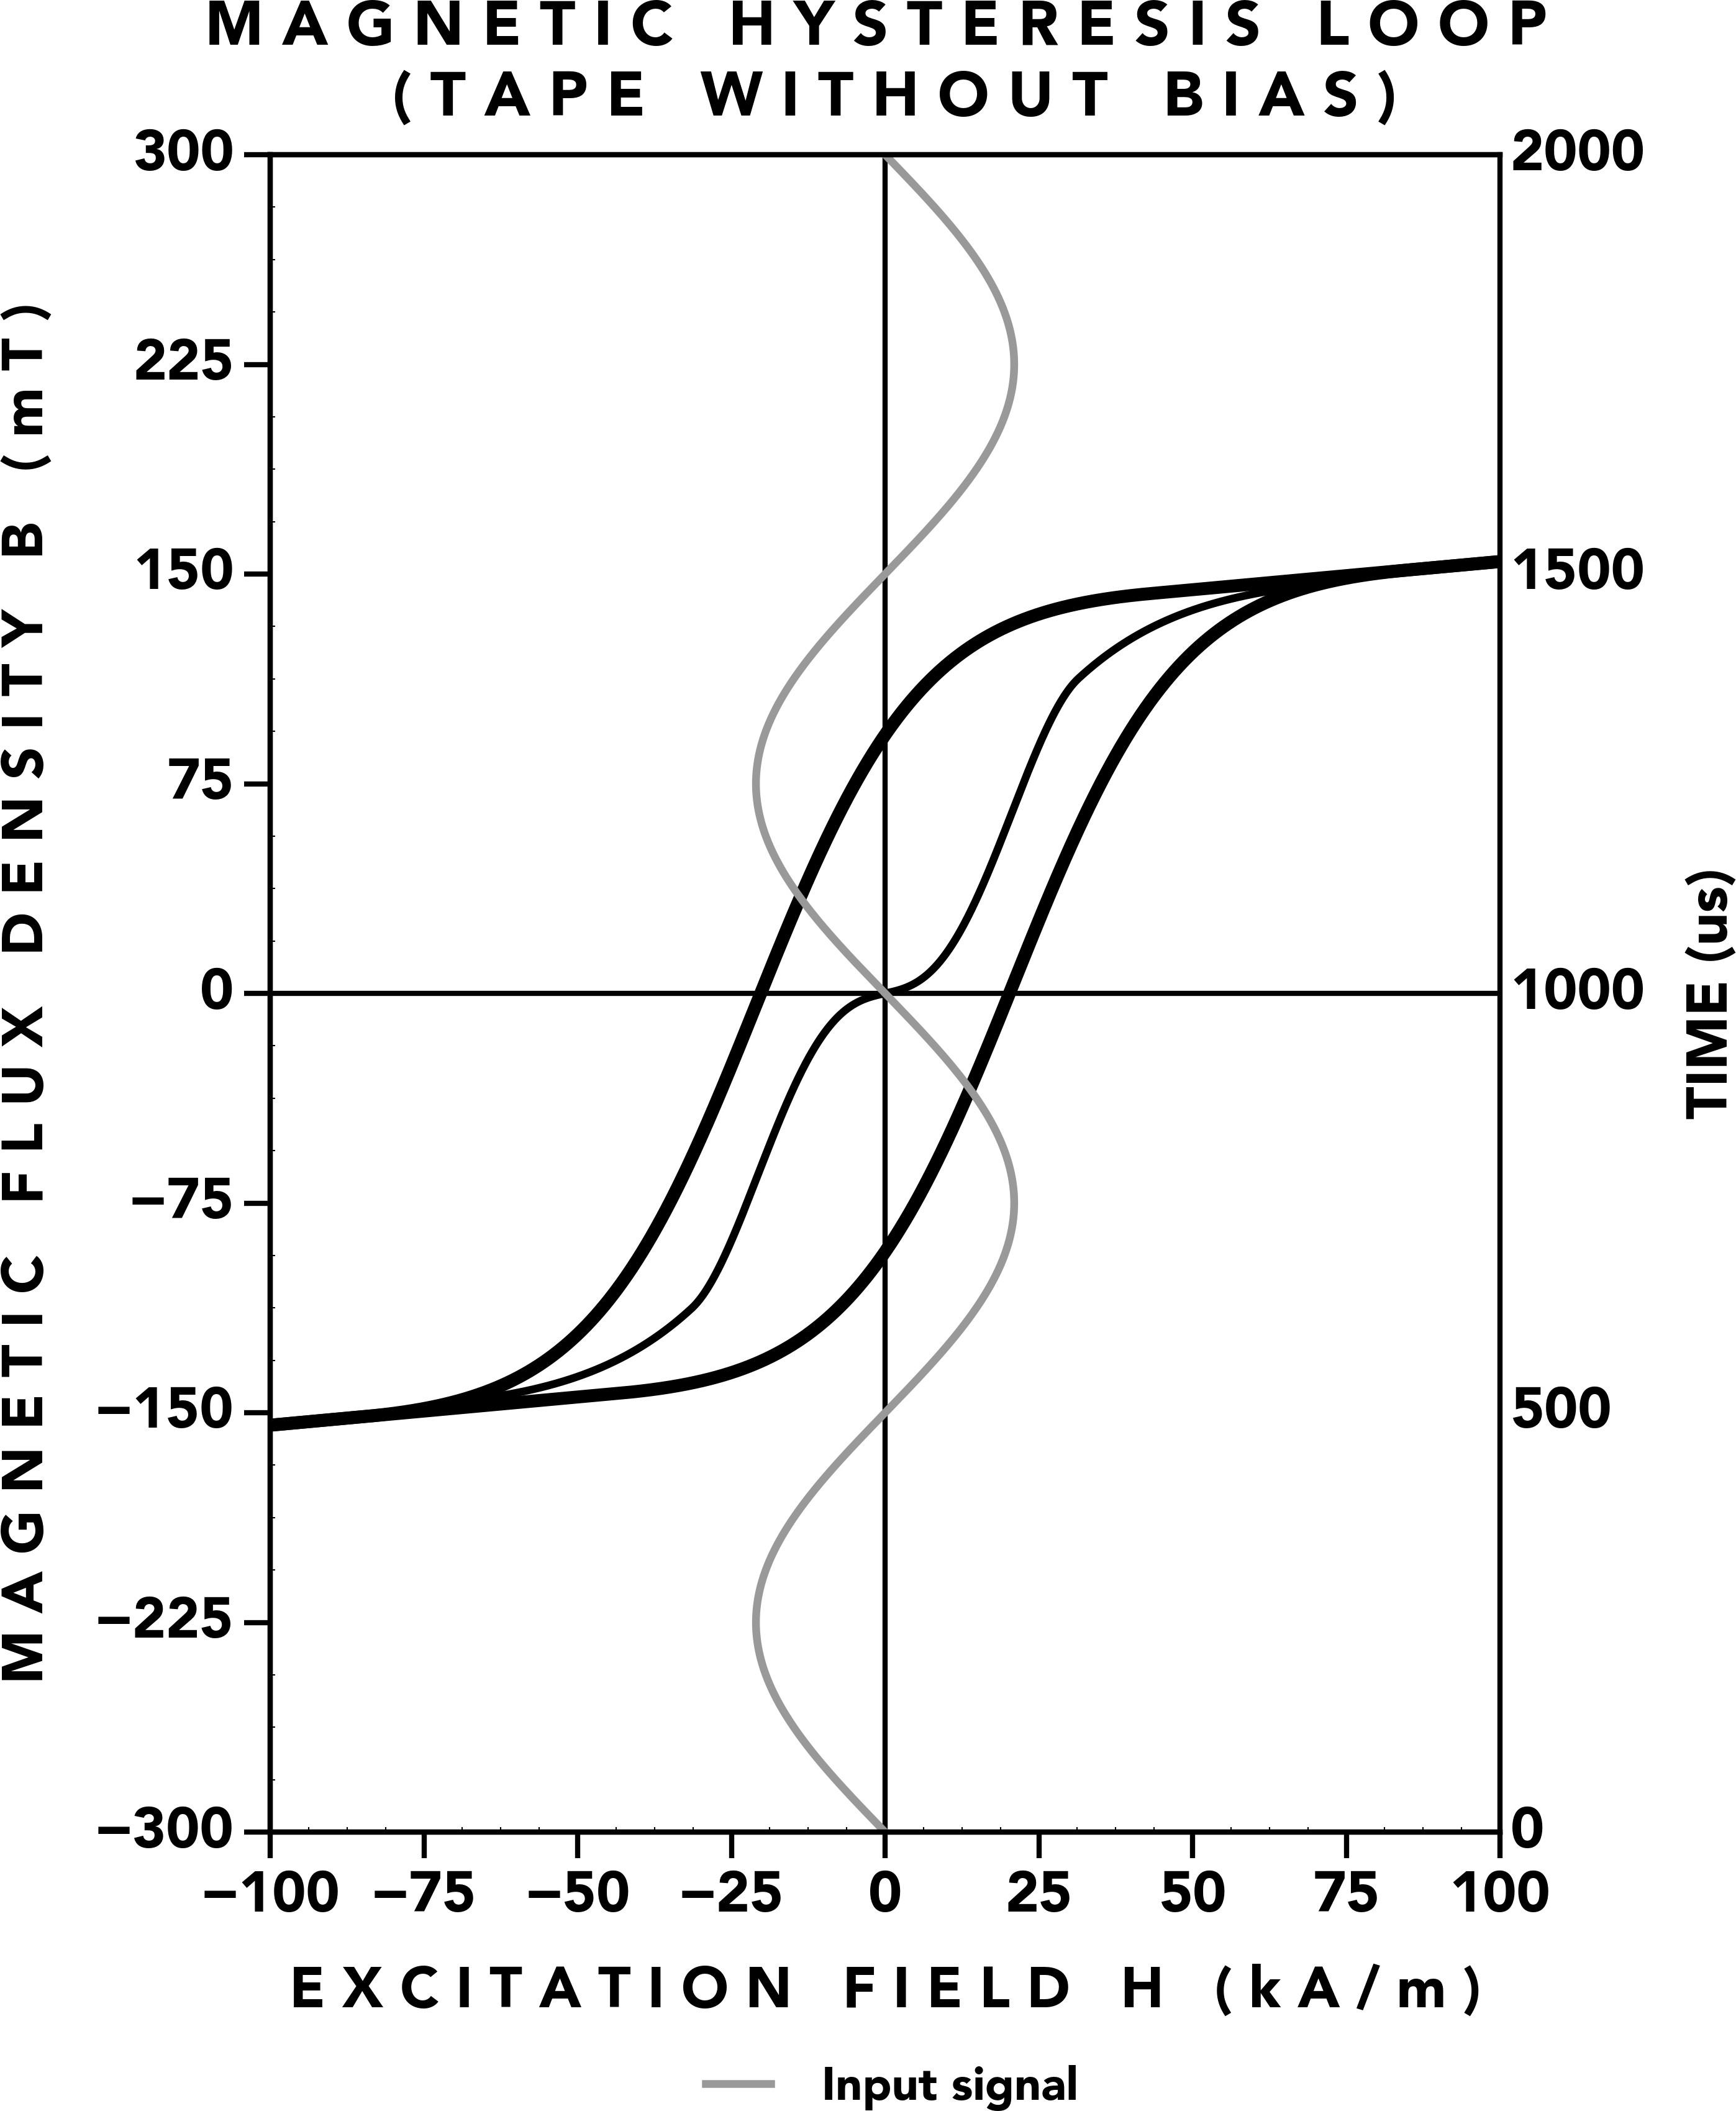 MAGNETIC HYSTERESIS LOOP
(TAPE WITHOUT BIAS)
MAGNETIC FLUX DENSITY B (mT)
300
225
150
75
0
−75
−150
−225
−300
2000
1500
1000
500
0
TIME (us)
−100 −75 −50 −25 0 25 50 75 100
EXCITATION FIELD H (kA/m)
Input signal